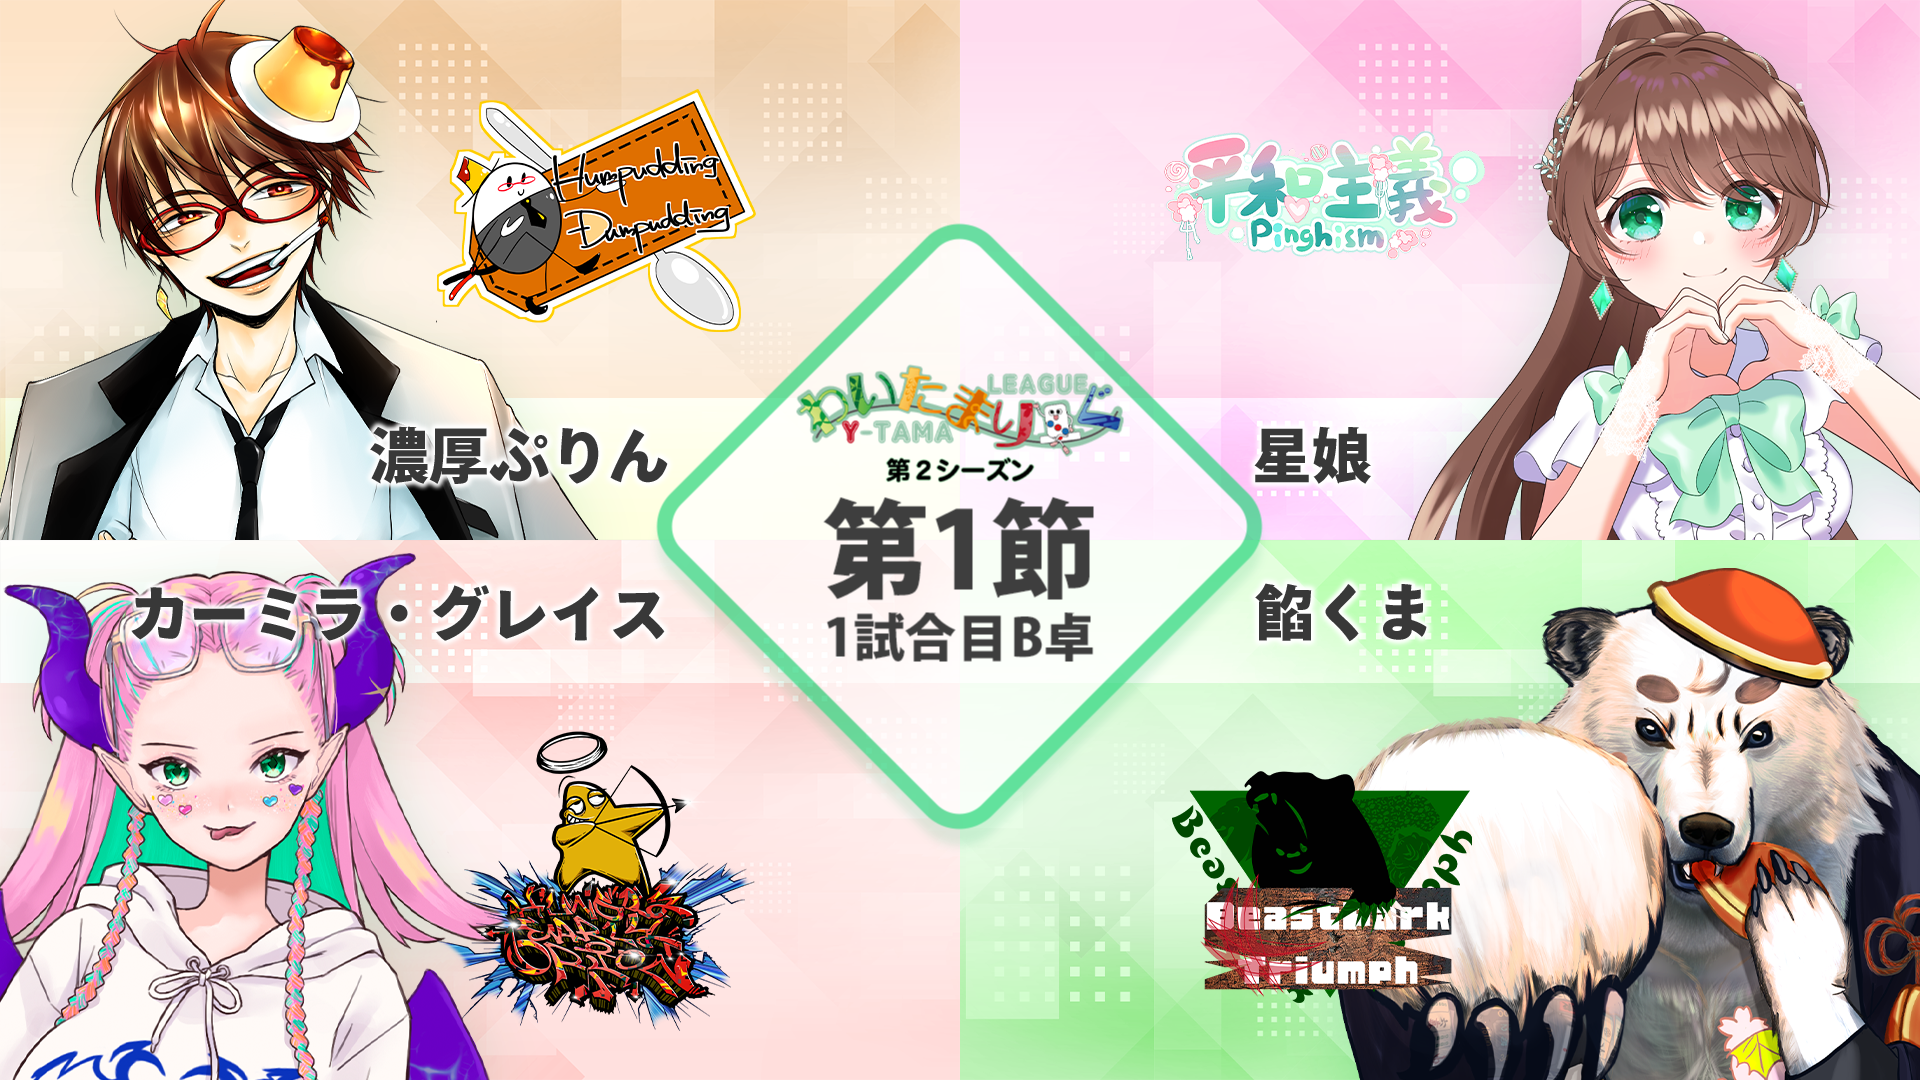 Humpudding
Dumpudding
平和主義
Pinghism
わいたまりーぐ
LEAGUE
Y-TAMA
第2シーズン
第1節
1試合目B卓
濃厚ぷりん
星娘
カーミラ・グレイス
餡くま
Beastwork
Triumph